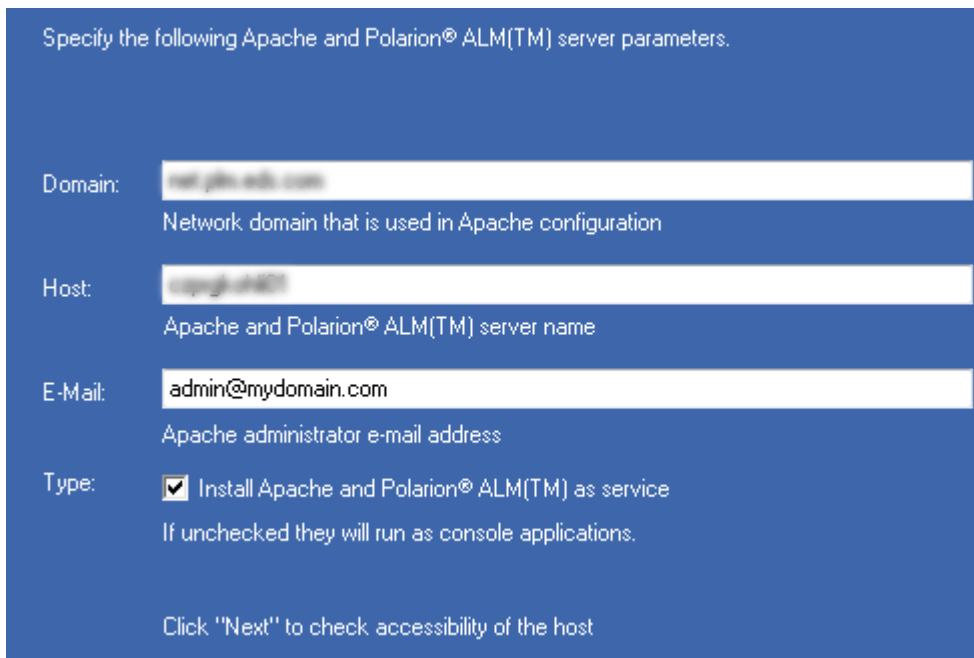 Specify the following Apache and Polarion® ALM(TM) server parameters.
Domain:
Network domain that is used in Apache configuration
Host:
Apache and Polarion® ALM(TM) server name
E-Mail: admin@mydomain.com
Apache administrator e-mail address
Type: Install Apache and Polarion® ALM(TM) as service
If unchecked they will run as console applications.
Click "Next" to check accessibility of the host